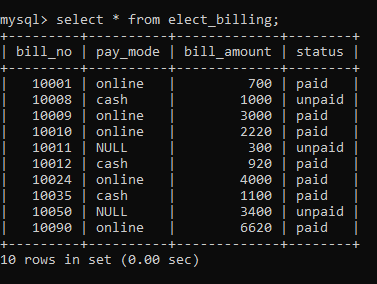 mysql> select * from elect_billing;
+---------+----------+-------------+--------+
| bill_no | pay_mode | bill_amount | status |
+---------+----------+-------------+--------+
|   10001 | online   |         700 | paid   |
|   10008 | cash     |        1000 | unpaid |
|   10009 | online   |        3000 | paid   |
|   10010 | online   |        2220 | paid   |
|   10011 | NULL     |         300 | unpaid |
|   10012 | cash     |         920 | paid   |
|   10024 | online   |        4000 | paid   |
|   10035 | cash     |        1100 | paid   |
|   10050 | NULL     |        3400 | unpaid |
|   10090 | online   |        6620 | paid   |
+---------+----------+-------------+--------+
10 rows in set (0.00 sec)